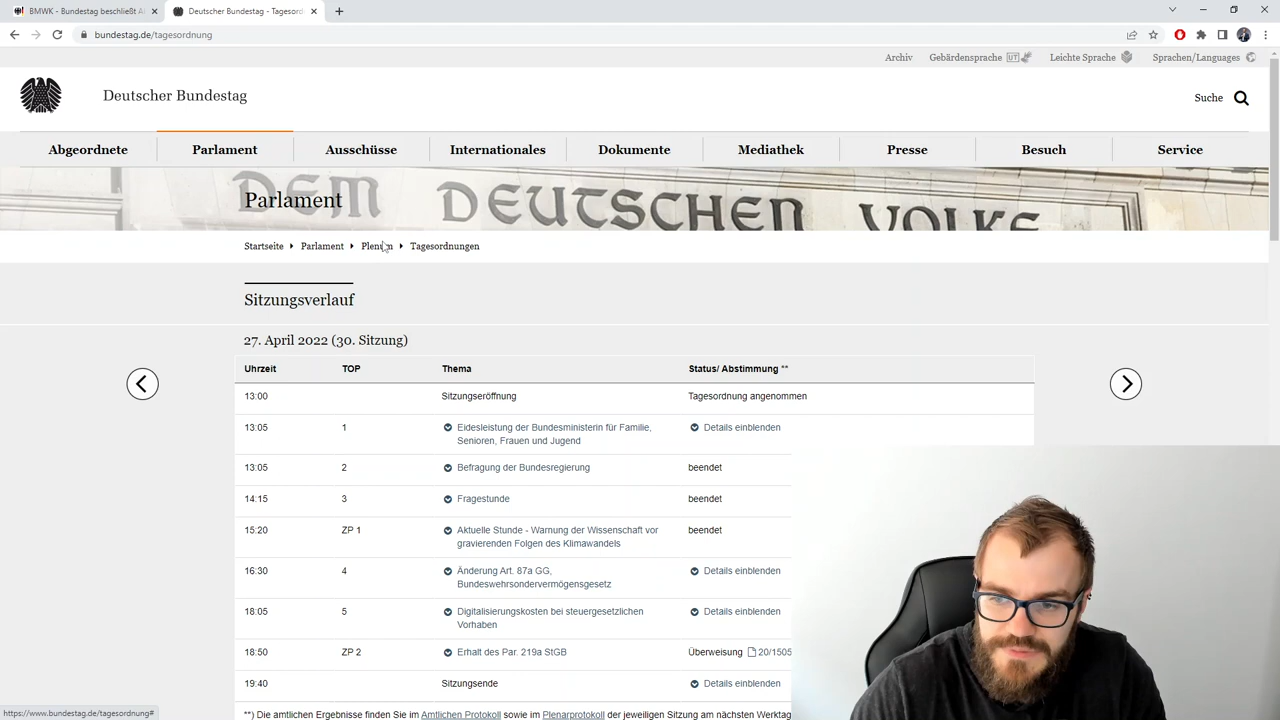 BMWK - Bundestag beschließt
Deutscher Bundestag - Tagesord
bundestag.de/tagesordnung
Archiv
Gebärdensprache
Leichte Sprache
Sprachen/Languages
Deutscher Bundestag
Suche
Abgeordnete
Parlament
Ausschüsse
Internationales
Dokumente
Mediathek
Presse
Besuch
Service
DEM DEUTSCHEN VOLKE
Parlament
Startseite Parlament Plenum Tagesordnungen
Sitzungsverlauf
27. April 2022 (30. Sitzung)
Uhrzeit TOP Thema Status/ Abstimmung **
13:00 Sitzungseröffnung Tagesordnung angenommen
13:05 1 Eidesleistung der Bundesministerin für Familie, Details einblenden
Senioren, Frauen und Jugend
13:05 2 Befragung der Bundesregierung beendet
14:15 3 Fragestunde beendet
15:20 ZP 1 Aktuelle Stunde - Warnung der Wissenschaft vor beendet
gravierenden Folgen des Klimawandels
16:30 4 Änderung Art. 87a GG, Details einblenden
Bundeswehrsondervermögensgesetz
18:05 5 Digitalisierungskosten bei steuergesetzlichen Details einblenden
Vorhaben
18:50 ZP 2 Erhalt des Par. 219a StGB Überweisung 20/1505
19:40 Sitzungsende Details einblenden
**) Die amtlichen Ergebnisse finden Sie im Amtlichen Protokoll sowie im Plenarprotokoll der jeweiligen Sitzung am nächsten Werktag
https://www.bundestag.de/tagesordnung#